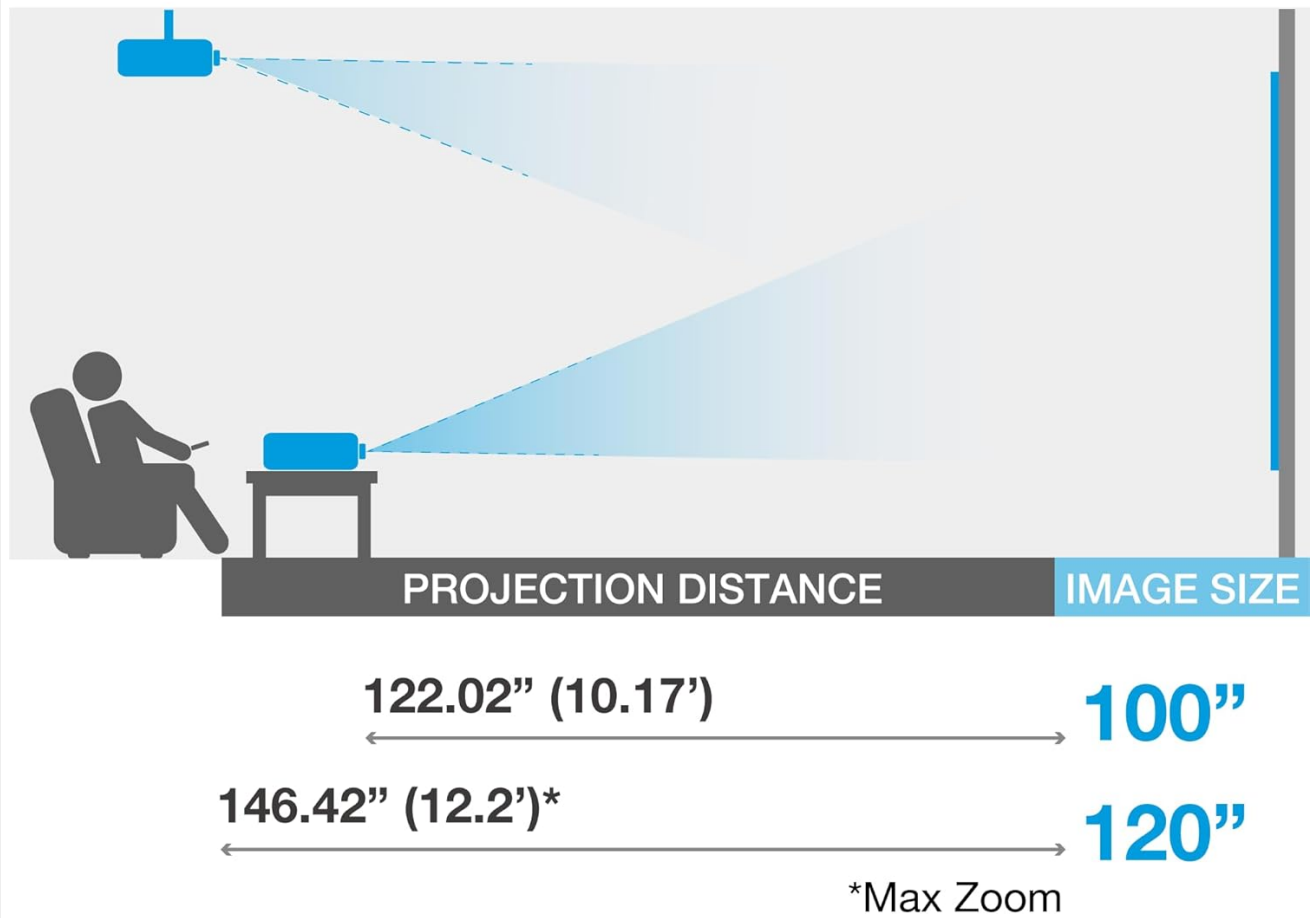 PROJECTION DISTANCE IMAGE SIZE
122.02” (10.17’) 100”
146.42” (12.2’)* 120”
*Max Zoom